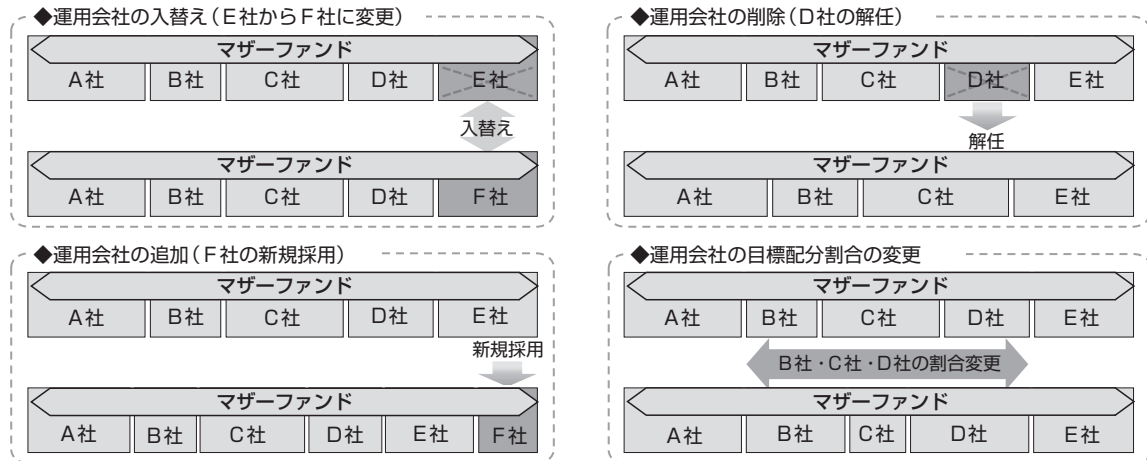 ◆運用会社の入替え(E社からF社に変更)
マザーファンド
A社 B社 C社 D社 E社
入替え
マザーファンド
A社 B社 C社 D社 F社
◆運用会社の削除(D社の解任)
マザーファンド
A社 B社 C社 D社 E社
解任
マザーファンド
A社 B社 C社 E社
◆運用会社の追加(F社の新規採用)
マザーファンド
A社 B社 C社 D社 E社
新規採用
マザーファンド
A社 B社 C社 D社 E社 F社
◆運用会社の目標配分割合の変更
マザーファンド
A社 B社 C社 D社 E社
B社・C社・D社の割合変更
マザーファンド
A社 B社 C社 D社 E社